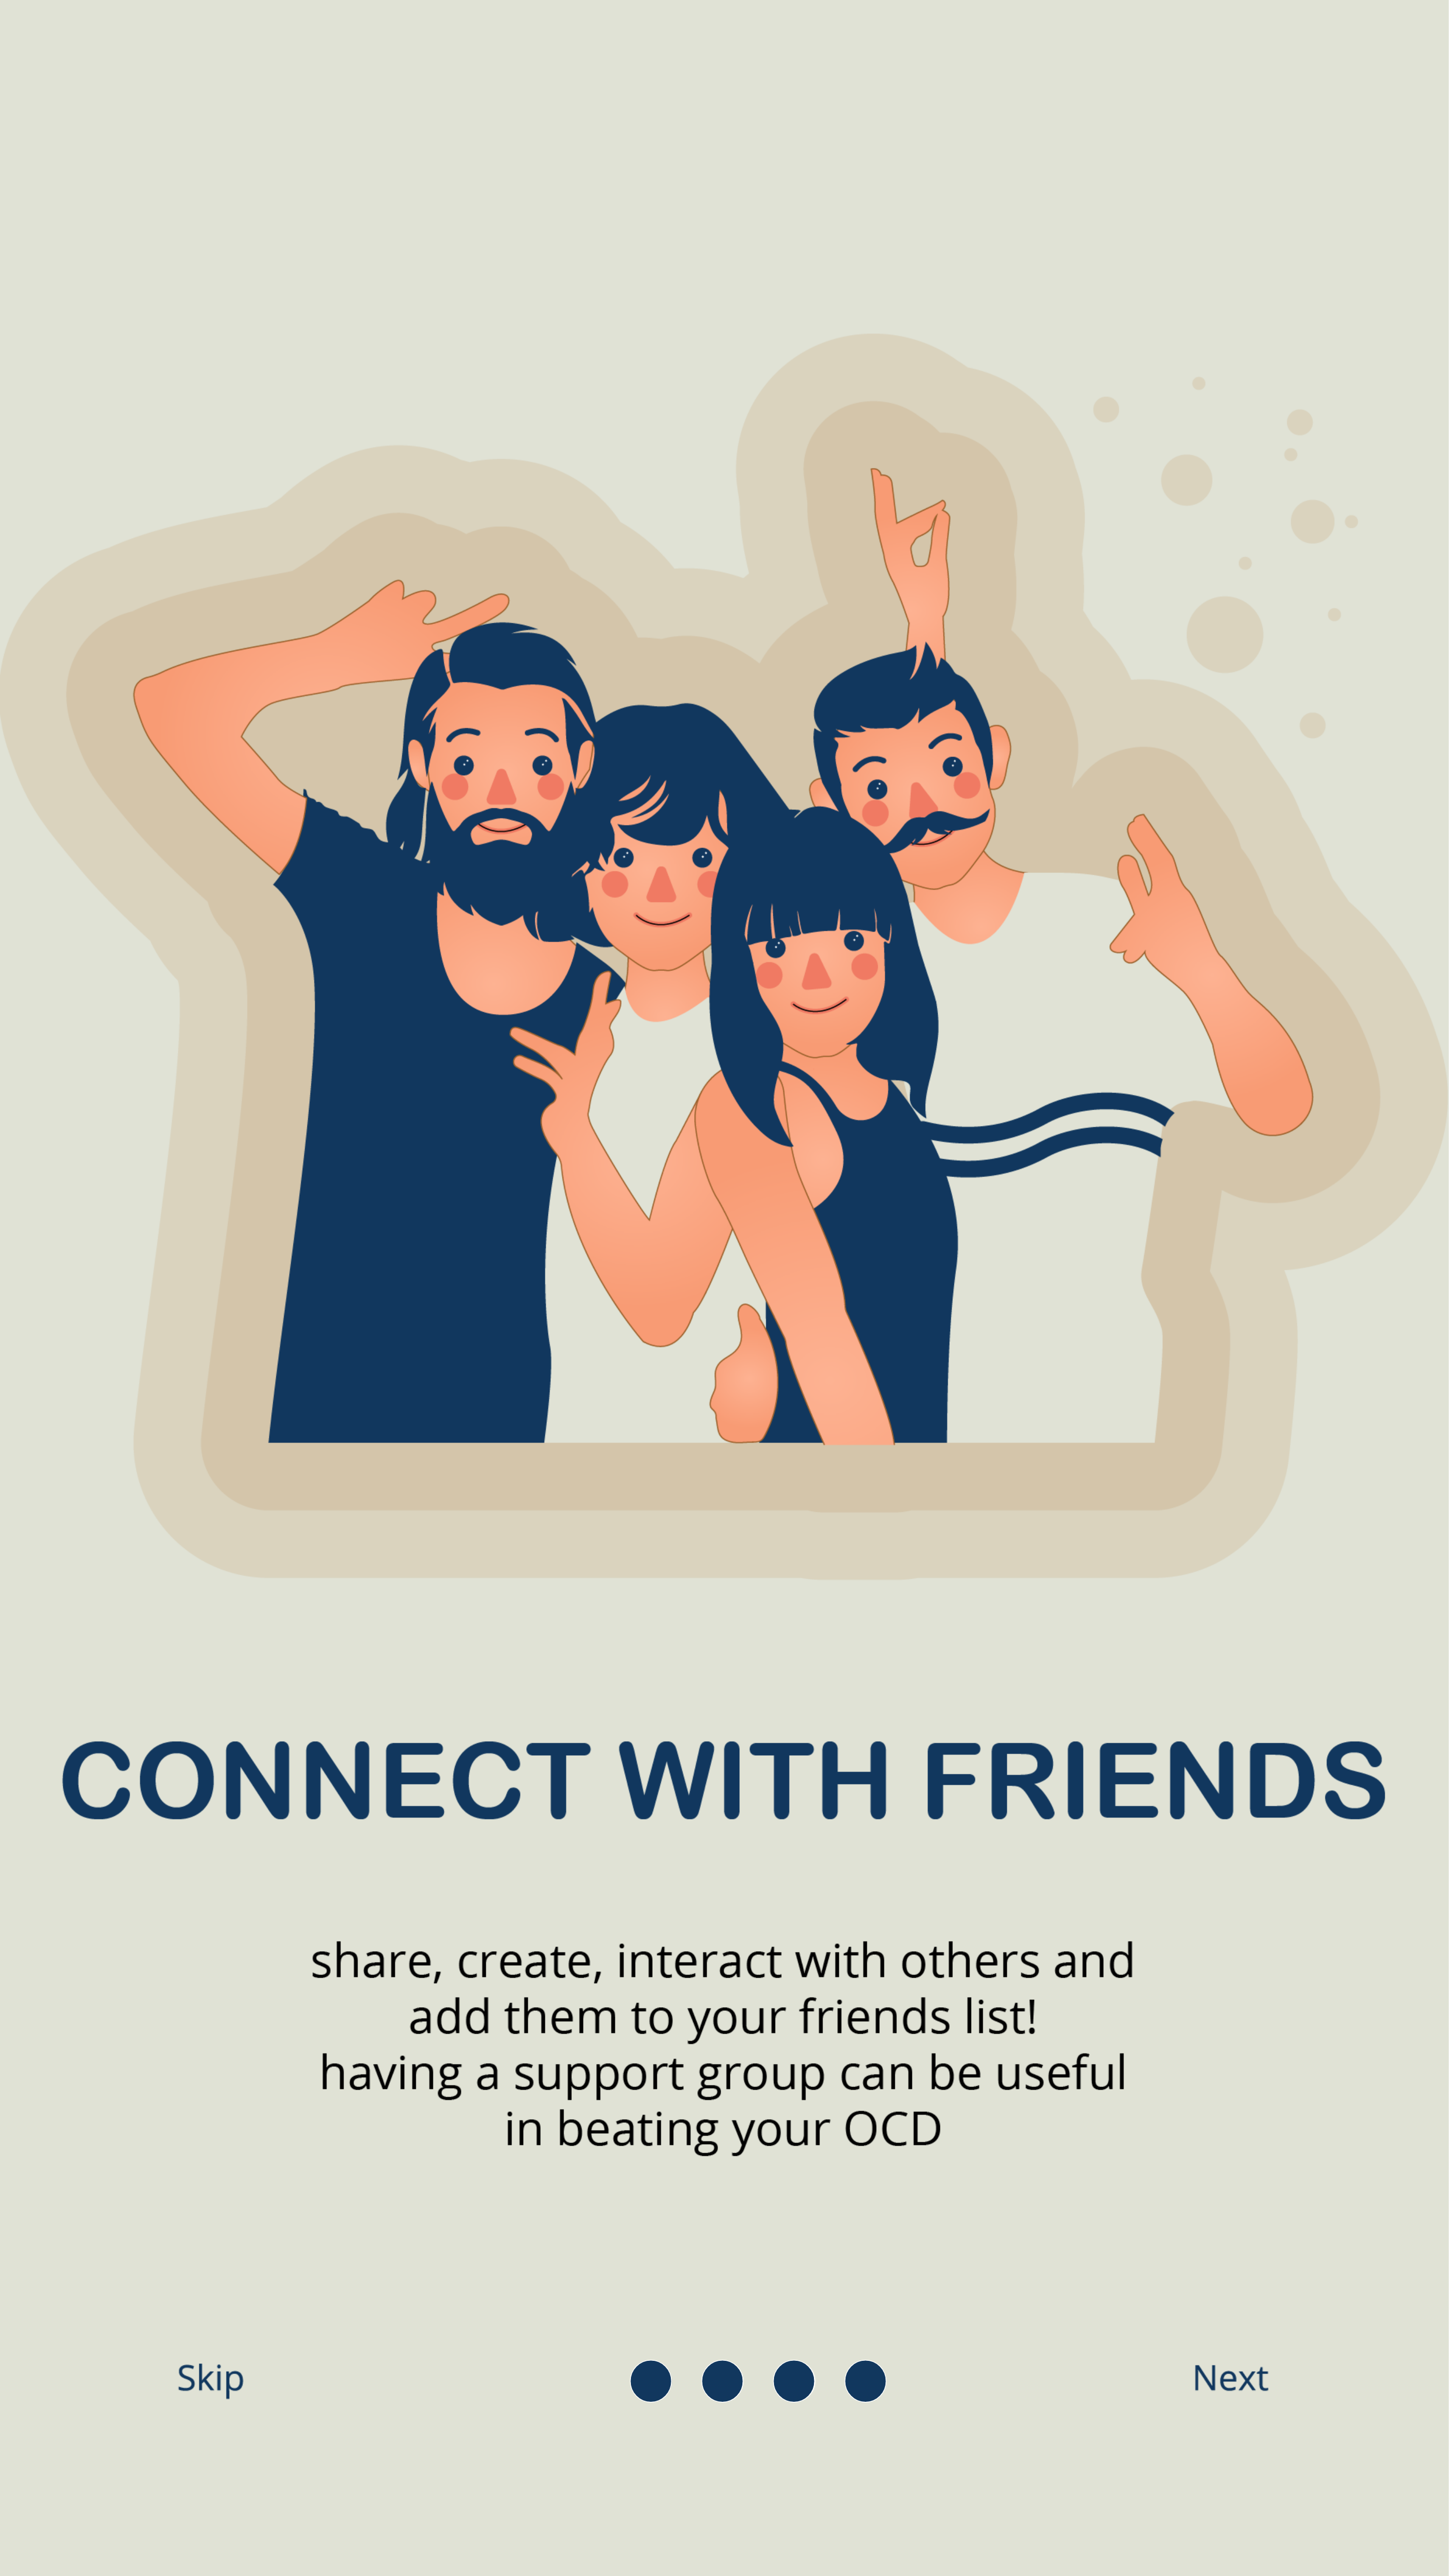 CONNECT WITH FRIENDS
share, create, interact with others and
add them to your friends list!
having a support group can be useful
in beating your OCD
Skip
Next